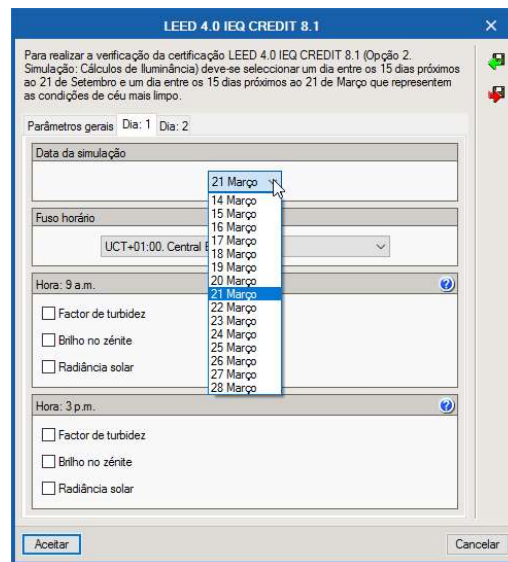 LEED 4.0 IEQ CREDIT 8.1
Para realizar a verificação da certificação LEED 4.0 IEQ CREDIT 8.1 (Opção 2.
Simulação: Cálculos de Iluminância) deve-se seleccionar um dia entre os 15 dias próximos
ao 21 de Setembro e um dia entre os 15 dias próximos ao 21 de Março que representem
as condições de céu mais limpo.
Parâmetros gerais Dia: 1 Dia: 2
Data da simulação
21 Março
14 Março
15 Março
16 Março
17 Março
18 Março
19 Março
20 Março
21 Março
22 Março
23 Março
24 Março
25 Março
26 Março
27 Março
28 Março
Fuso horário
UCT+01:00. Central
Hora: 9 a.m.
Factor de turbidez
Brilho no zénite
Radiância solar
Hora: 3 p.m.
Factor de turbidez
Brilho no zénite
Radiância solar
Aceitar
Cancelar